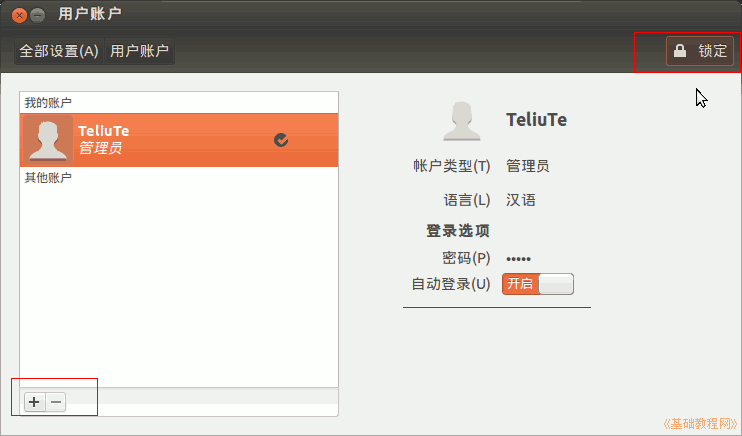 用户账户
全部设置(A) 用户账户 锁定
我的账户
TeliuTe
管理员
其他账户
TeliuTe
帐户类型(T) 管理员
语言(L) 汉语
登录选项
密码(P) •••••
自动登录(U) 开启
《基础教程网》